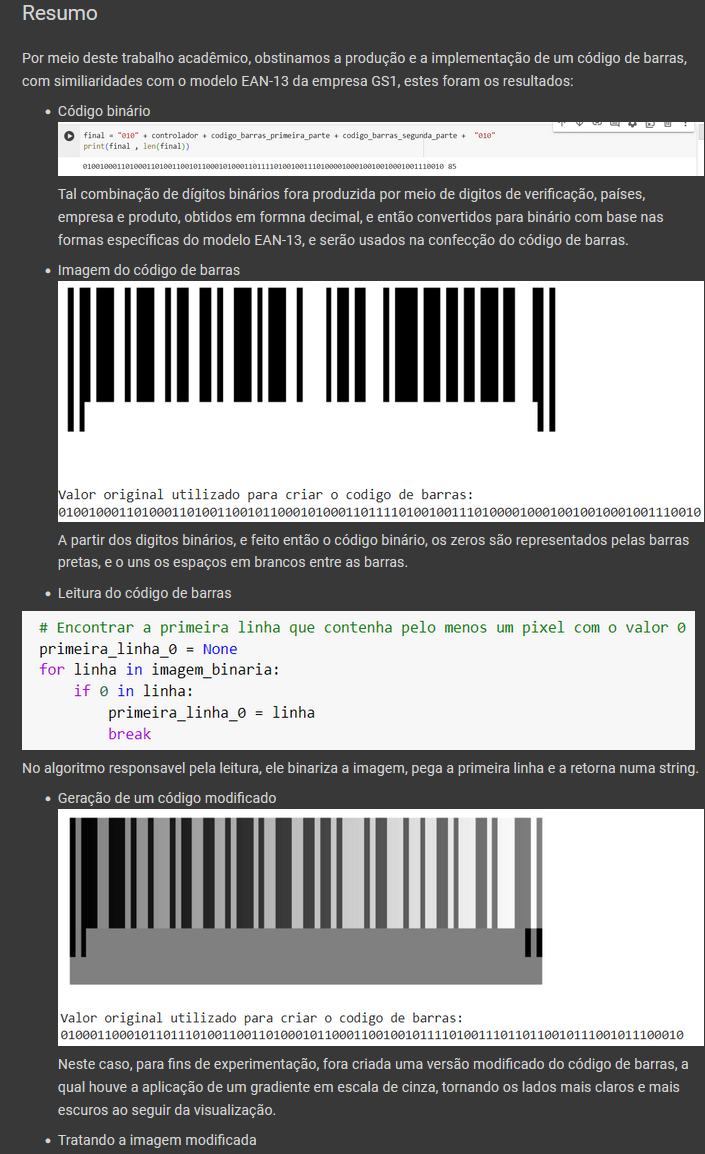 Resumo
Por meio deste trabalho acadêmico, obstinamos a produção e a implementação de um código de barras,
com similiaridades com o modelo EAN-13 da empresa GS1, estes foram os resultados:
• Código binário
final = "010" + controlador + codigo_barras_primeira_parte + codigo_barras_segunda_parte + "010"
print(final , len(final))
0100100011010001101001100101100010100011011110100100111010000100010010010001001110010 85
Tal combinação de dígitos binários fora produzida por meio de digitos de verificação, países,
empresa e produto, obtidos em formna decimal, e então convertidos para binário com base nas
formas específicas do modelo EAN-13, e serão usados na confecção do código de barras.
• Imagem do código de barras
Valor original utilizado para criar o codigo de barras:
0100100011010001101001100101100010100011011110100100111010000100010010010001001110010
A partir dos digitos binários, e feito então o código binário, os zeros são representados pelas barras
pretas, e o uns os espaços em brancos entre as barras.
• Leitura do código de barras
# Encontrar a primeira linha que contenha pelo menos um pixel com o valor 0
primeira_linha_0 = None
for linha in imagem_binaria:
    if 0 in linha:
        primeira_linha_0 = linha
        break
No algoritmo responsavel pela leitura, ele binariza a imagem, pega a primeira linha e a retorna numa string.
• Geração de um código modificado
Valor original utilizado para criar o codigo de barras:
0100011000101101110100110011010001011000110010010111101001110110110010111001011100010
Neste caso, para fins de experimentação, fora criada uma versão modificado do código de barras, a
qual houve a aplicação de um gradiente em escala de cinza, tornando os lados mais claros e mais
escuros ao seguir da visualização.
• Tratando a imagem modificada